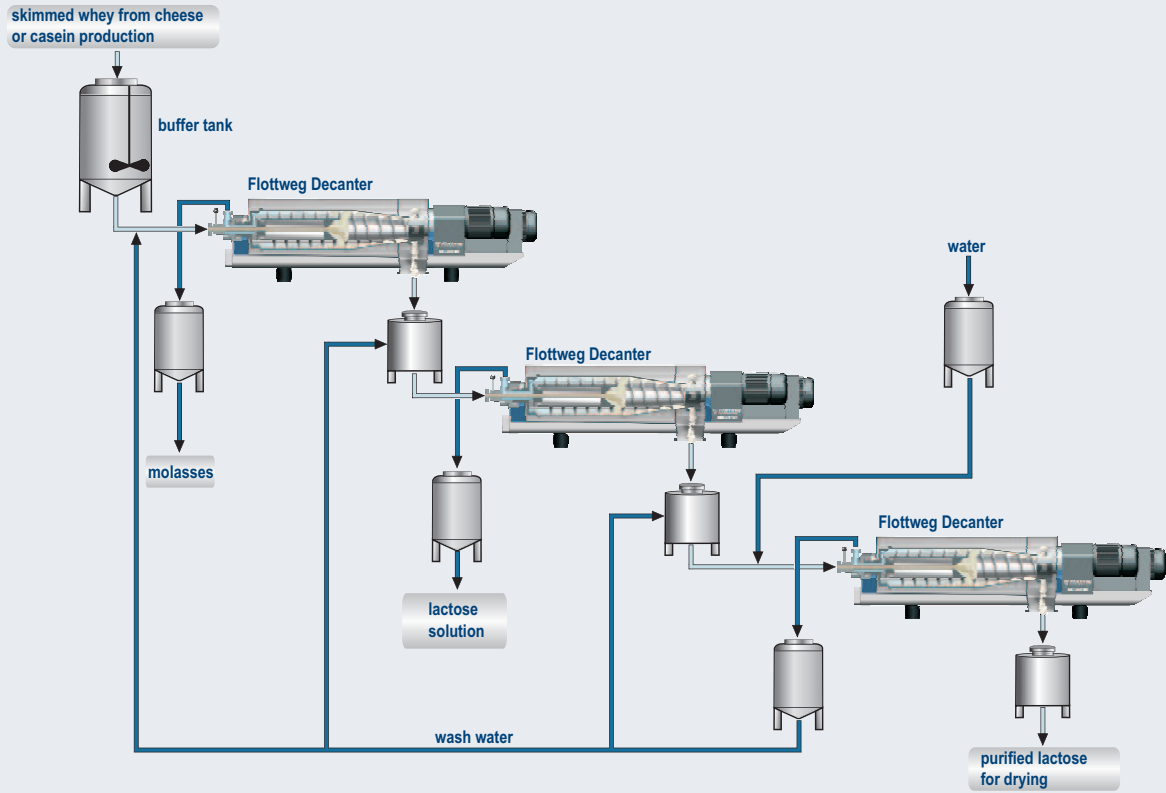 skimmed whey from cheese
or casein production
buffer tank
Flottweg Decanter
water
Flottweg Decanter
molasses
Flottweg Decanter
lactose
solution
wash water
purified lactose
for drying